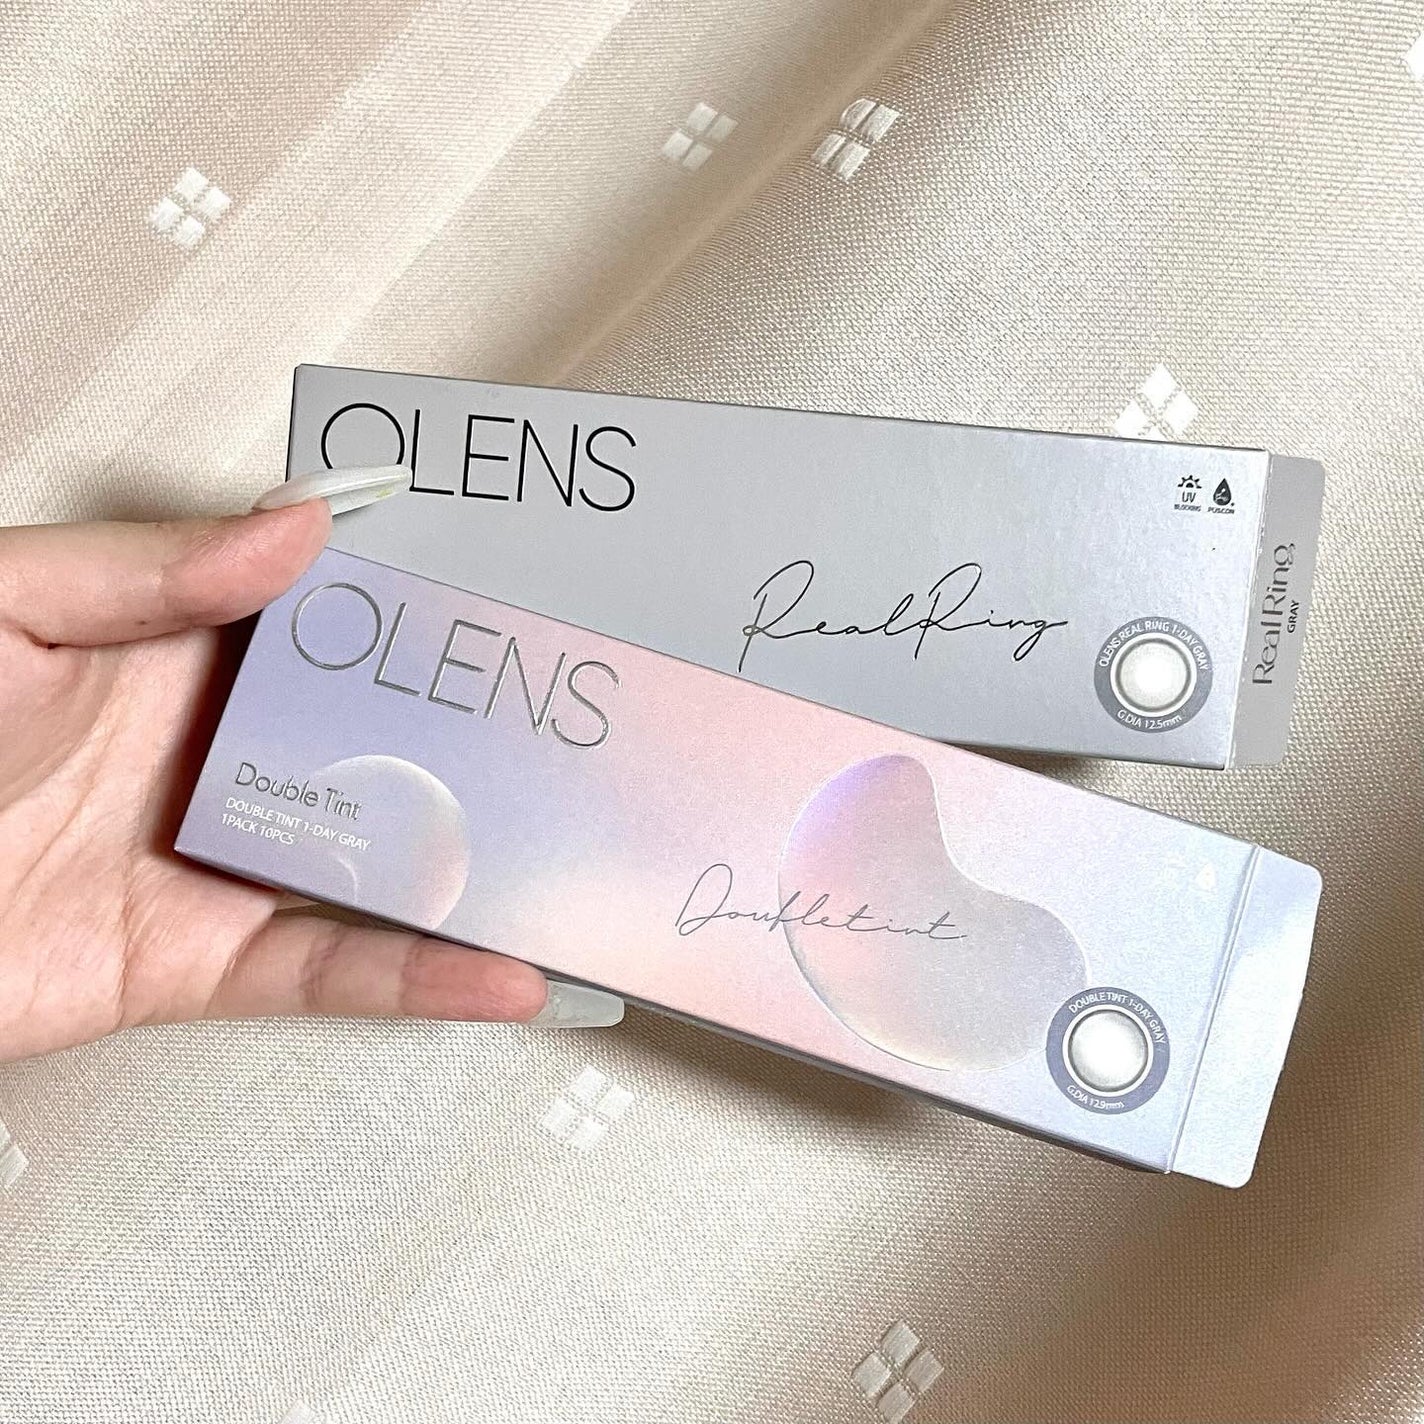 OLENS
UV
BLOCKING
PUSCON
RealRing
OLENS REAL RING 1-DAY GRAY
G.DIA 12.5mm
RealRing
GRAY
OLENS
Double Tint
DOUBLE TINT 1-DAY GRAY
1PACK 10PCS
Doubletint
DOUBLE TINT 1-DAY GRAY
G.DIA 12.9mm